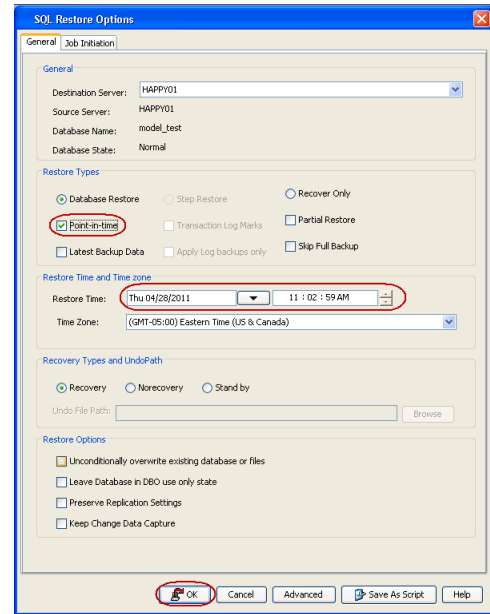 SQL Restore Options
General Job Initiation
General
Destination Server: HAPPY01
Source Server: HAPPY01
Database Name: model_test
Database State: Normal
Restore Types
Database Restore Step Restore Recover Only
Point-in-time Transaction Log Marks Partial Restore
Latest Backup Data Apply Log backups only Skip Full Backup
Restore Time and Time zone
Restore Time: Thu 04/28/2011 11 : 02 : 59 AM
Time Zone: (GMT-05:00) Eastern Time (US & Canada)
Recovery Types and UndoPath
Recovery Norecovery Stand by
Undo File Path: Browse
Restore Options
Unconditionally overwrite existing database or files
Leave Database in DBO use only state
Preserve Replication Settings
Keep Change Data Capture
OK Cancel Advanced Save As Script Help